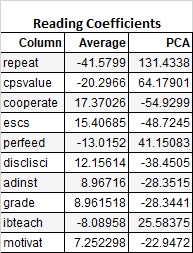 Reading Coefficients
Column Average PCA
repeat -41.5799 131.4338
cpsvalue -20.2966 64.17901
cooperate 17.37026 -54.9299
escs 15.40685 -48.7245
perfeed -13.0152 41.15083
disclisci 12.15614 -38.4505
adinst 8.96716 -28.3515
grade 8.961518 -28.3441
ibteach -8.08958 25.58375
motivat 7.252298 -22.9472